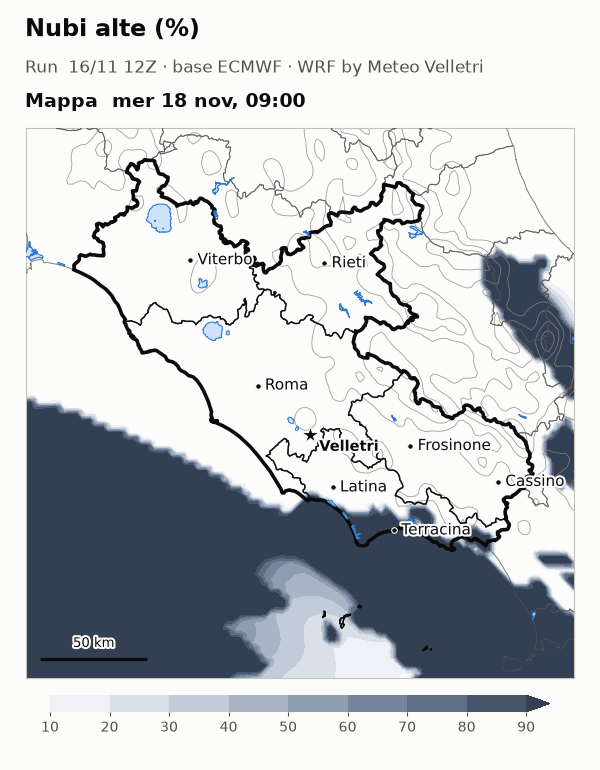 Nubi alte (%)
Run 16/11 12Z · base ECMWF · WRF by Meteo Velletri
Mappa mer 18 nov, 09:00
Viterbo
Rieti
Roma
Velletri
Frosinone
Cassino
Latina
Terracina
50 km
10 20 30 40 50 60 70 80 90